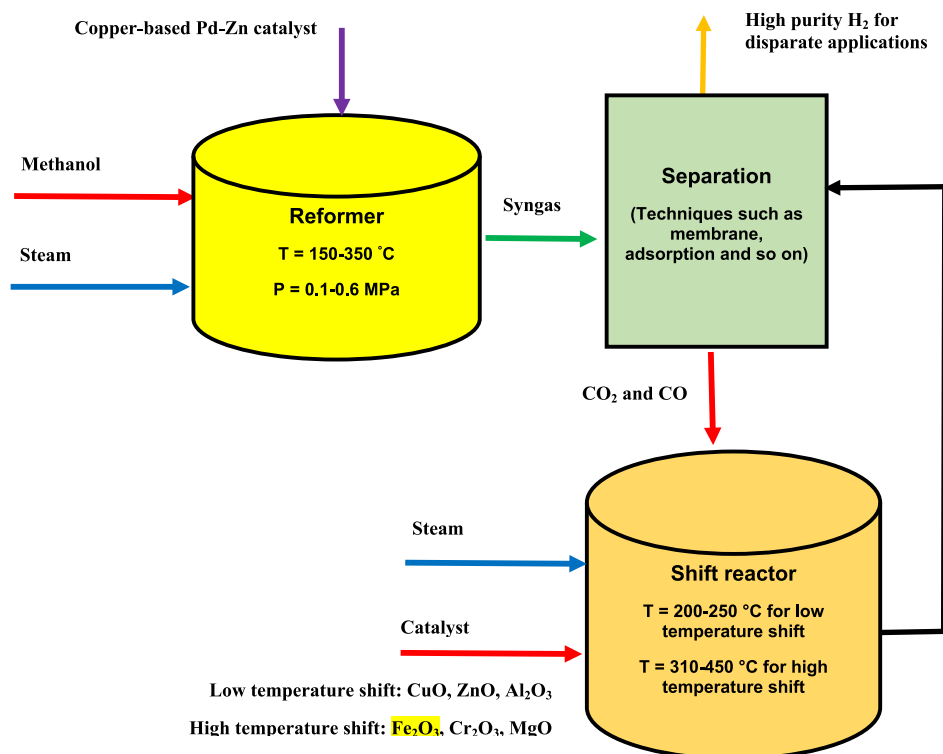 Copper-based Pd-Zn catalyst
High purity H₂ for
disparate applications
Methanol
Steam
Reformer
T = 150-350 ˚C
P = 0.1-0.6 MPa
Syngas
Separation
(Techniques such as
membrane,
adsorption and so on)
CO₂ and CO
Steam
Catalyst
Low temperature shift: CuO, ZnO, Al₂O₃
High temperature shift: Fe₂O₃, Cr₂O₃, MgO
Shift reactor
T = 200-250 °C for low
temperature shift
T = 310-450 °C for high
temperature shift